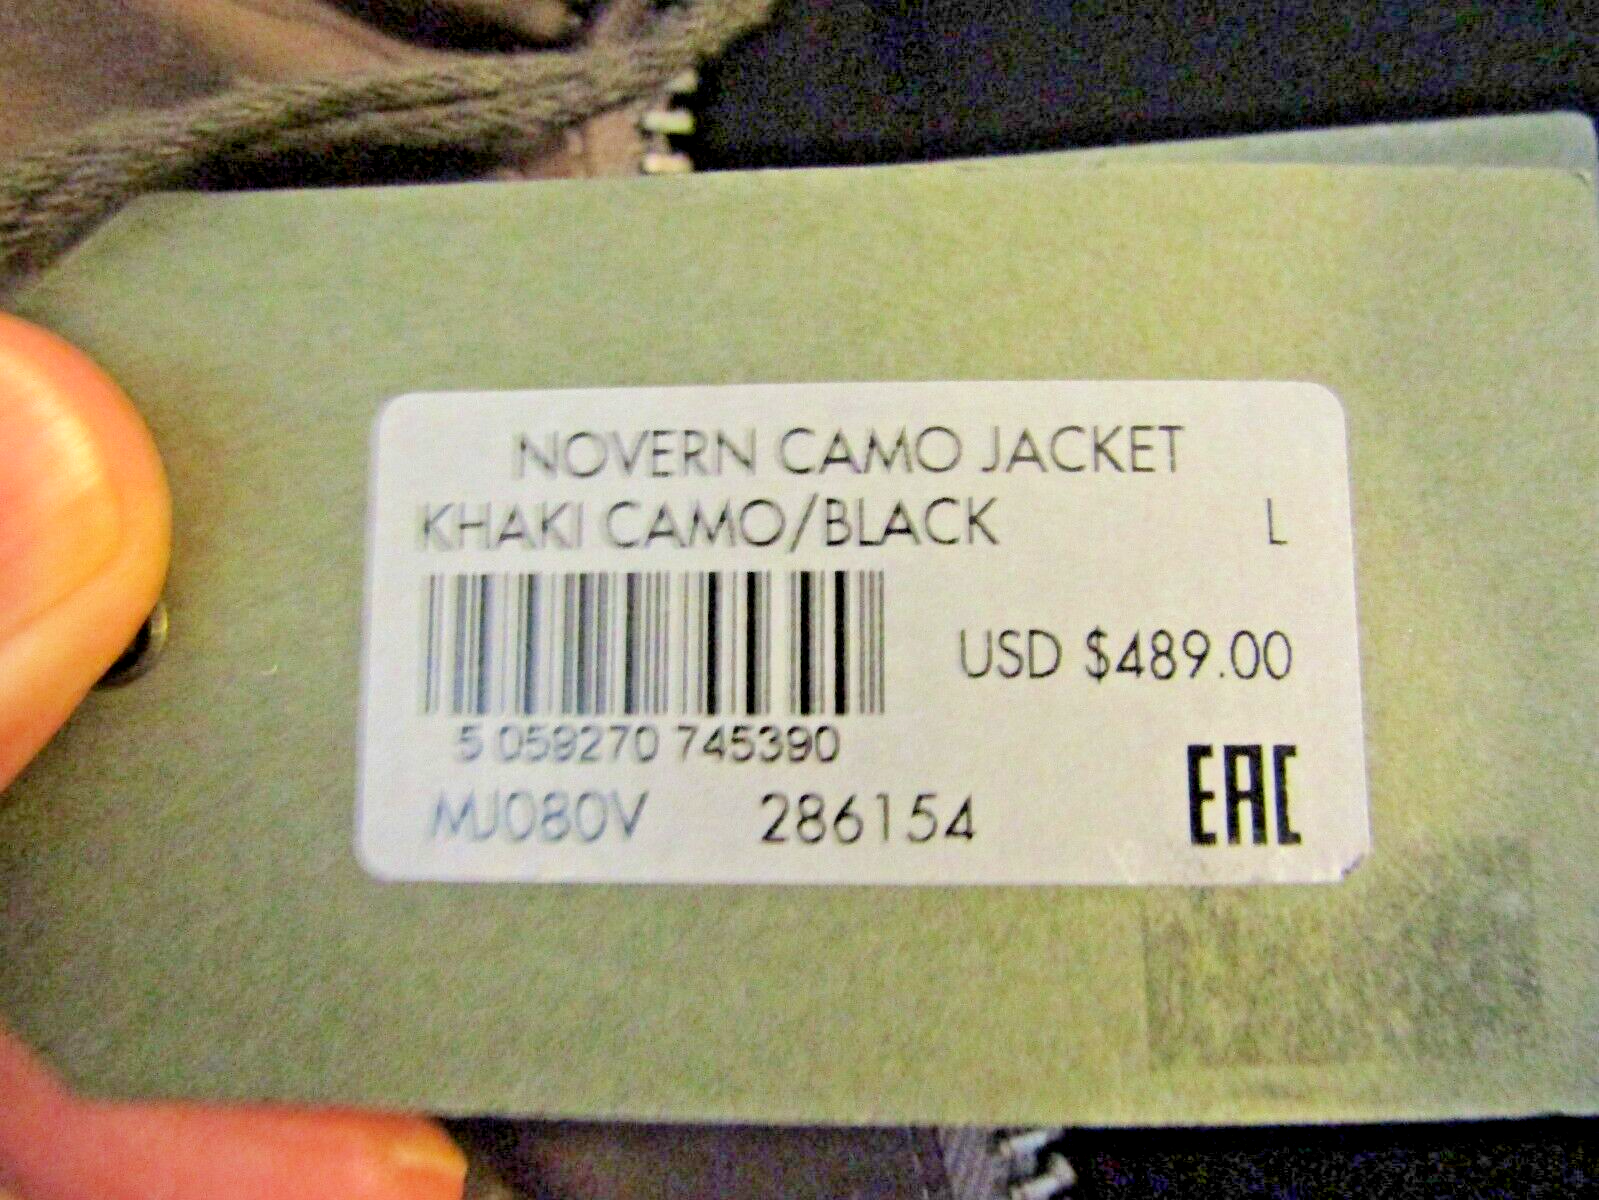 NOVERN CAMO JACKET
KHAKI CAMO/BLACK L
USD $489.00
5 059270 745390
MJ080V 286154
EAC